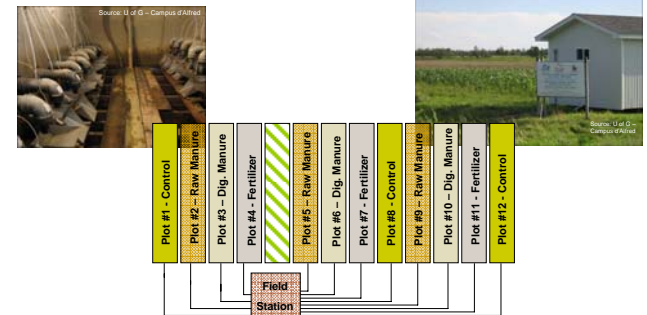 Source: U of G – Campus d'Alfred
Source: U of G –
Campus d'Alfred
Plot #1 - Control
Plot #2 – Raw Manure
Plot #3 – Dig. Manure
Plot #4 - Fertilizer
Plot #5 – Raw Manure
Plot #6 – Dig. Manure
Plot #7 - Fertilizer
Plot #8 - Control
Plot #9 – Raw Manure
Plot #10 – Dig. Manure
Plot #11 - Fertilizer
Plot #12 - Control
Field
Station